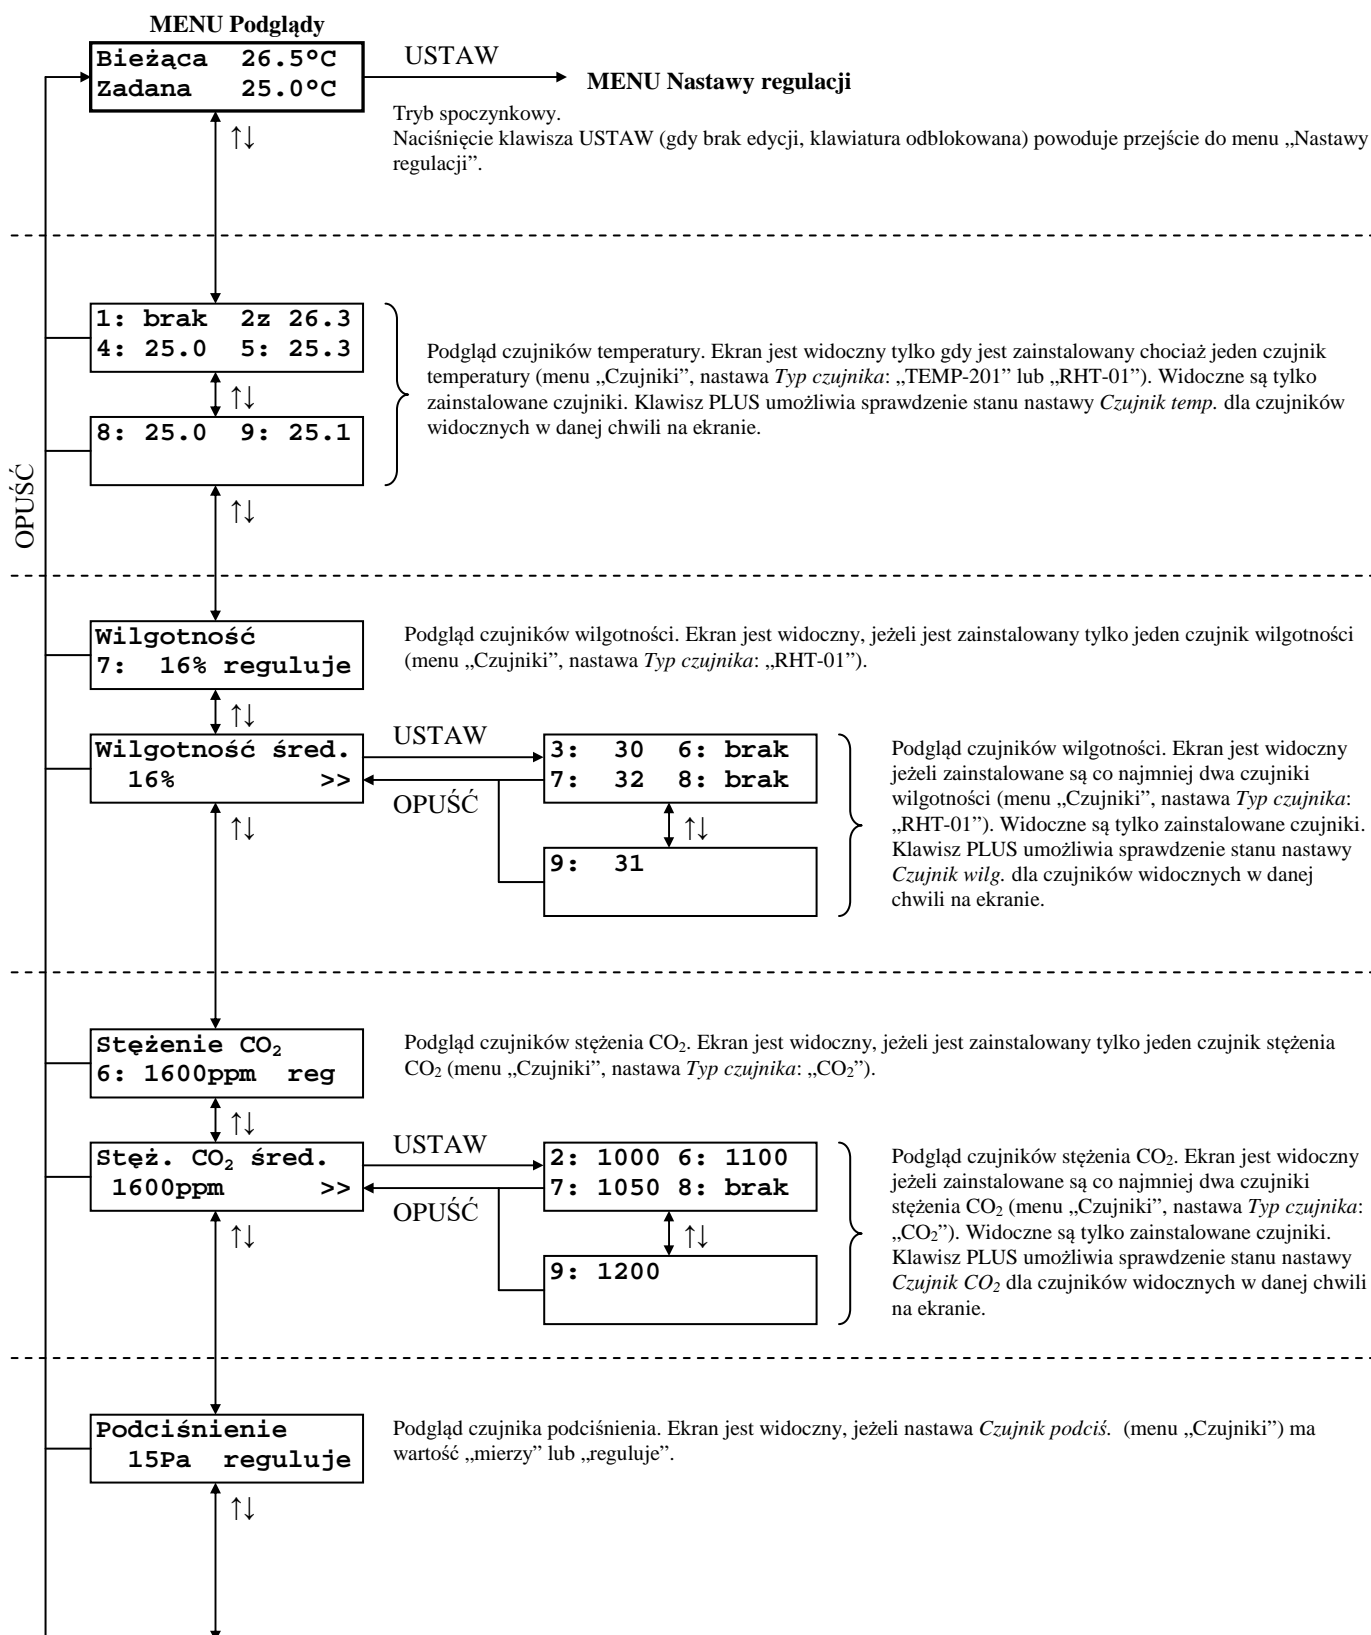 MENU Podglądy
Bieżąca 26.5°C
Zadana 25.0°C
USTAW
MENU Nastawy regulacji
Tryb spoczynkowy.
Naciśnięcie klawisza USTAW (gdy brak edycji, klawiatura odblokowana) powoduje przejście do menu „Nastawy
regulacji”.
↑↓
1: brak 2z 26.3
4: 25.0 5: 25.3
↑↓
8: 25.0 9: 25.1
Podgląd czujników temperatury. Ekran jest widoczny tylko gdy jest zainstalowany chociaż jeden czujnik
temperatury (menu „Czujniki”, nastawa Typ czujnika: „TEMP-201” lub „RHT-01”). Widoczne są tylko
zainstalowane czujniki. Klawisz PLUS umożliwia sprawdzenie stanu nastawy Czujnik temp. dla czujników
widocznych w danej chwili na ekranie.
OPUŚĆ
↑↓
Wilgotność
7: 16% reguluje
Podgląd czujników wilgotności. Ekran jest widoczny, jeżeli jest zainstalowany tylko jeden czujnik wilgotności
(menu „Czujniki”, nastawa Typ czujnika: „RHT-01”).
↑↓
Wilgotność śred.
16% >>
USTAW
OPUŚĆ
3: 30 6: brak
7: 32 8: brak
↑↓
9: 31
Podgląd czujników wilgotności. Ekran jest widoczny
jeżeli zainstalowane są co najmniej dwa czujniki
wilgotności (menu „Czujniki”, nastawa Typ czujnika:
„RHT-01”). Widoczne są tylko zainstalowane czujniki.
Klawisz PLUS umożliwia sprawdzenie stanu nastawy
Czujnik wilg. dla czujników widocznych w danej
chwili na ekranie.
↑↓
Stężenie CO₂
6: 1600ppm reg
Podgląd czujników stężenia CO₂. Ekran jest widoczny, jeżeli jest zainstalowany tylko jeden czujnik stężenia
CO₂ (menu „Czujniki”, nastawa Typ czujnika: „CO₂”).
↑↓
Stęż. CO₂ śred.
1600ppm >>
USTAW
OPUŚĆ
2: 1000 6: 1100
7: 1050 8: brak
↑↓
9: 1200
Podgląd czujników stężenia CO₂. Ekran jest widoczny
jeżeli zainstalowane są co najmniej dwa czujniki
stężenia CO₂ (menu „Czujniki”, nastawa Typ czujnika:
„CO₂”). Widoczne są tylko zainstalowane czujniki.
Klawisz PLUS umożliwia sprawdzenie stanu nastawy
Czujnik CO₂ dla czujników widocznych w danej chwili
na ekranie.
↑↓
Podciśnienie
15Pa reguluje
Podgląd czujnika podciśnienia. Ekran jest widoczny, jeżeli nastawa Czujnik podciś. (menu „Czujniki”) ma
wartość „mierzy” lub „reguluje”.
↑↓